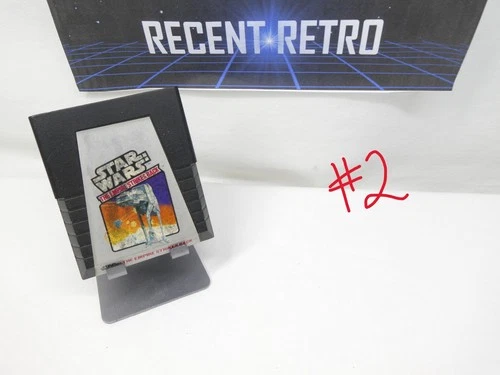 RECENT RETRO
STAR
WARS
THE EMPIRE STRIKES BACK
#2